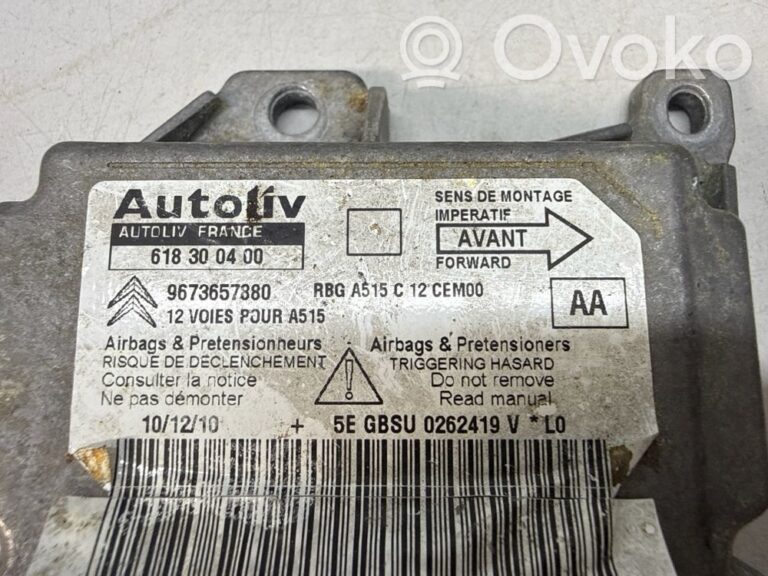 Ovoko
Autoliv
AUTOLIV FRANCE
618 30 04 00
SENS DE MONTAGE
IMPERATIF
AVANT
FORWARD
9673657380 RBG A515 C 12 CEM00
12 VOIES POUR A515
AA
Airbags & Pretensionneurs
RISQUE DE DECLENCHEMENT
Consulter la notice
Ne pas démonter
Airbags & Pretensioners
TRIGGERING HASARD
Do not remove
Read manual
10/12/10 + 5E GBSU 0262419 V * L0